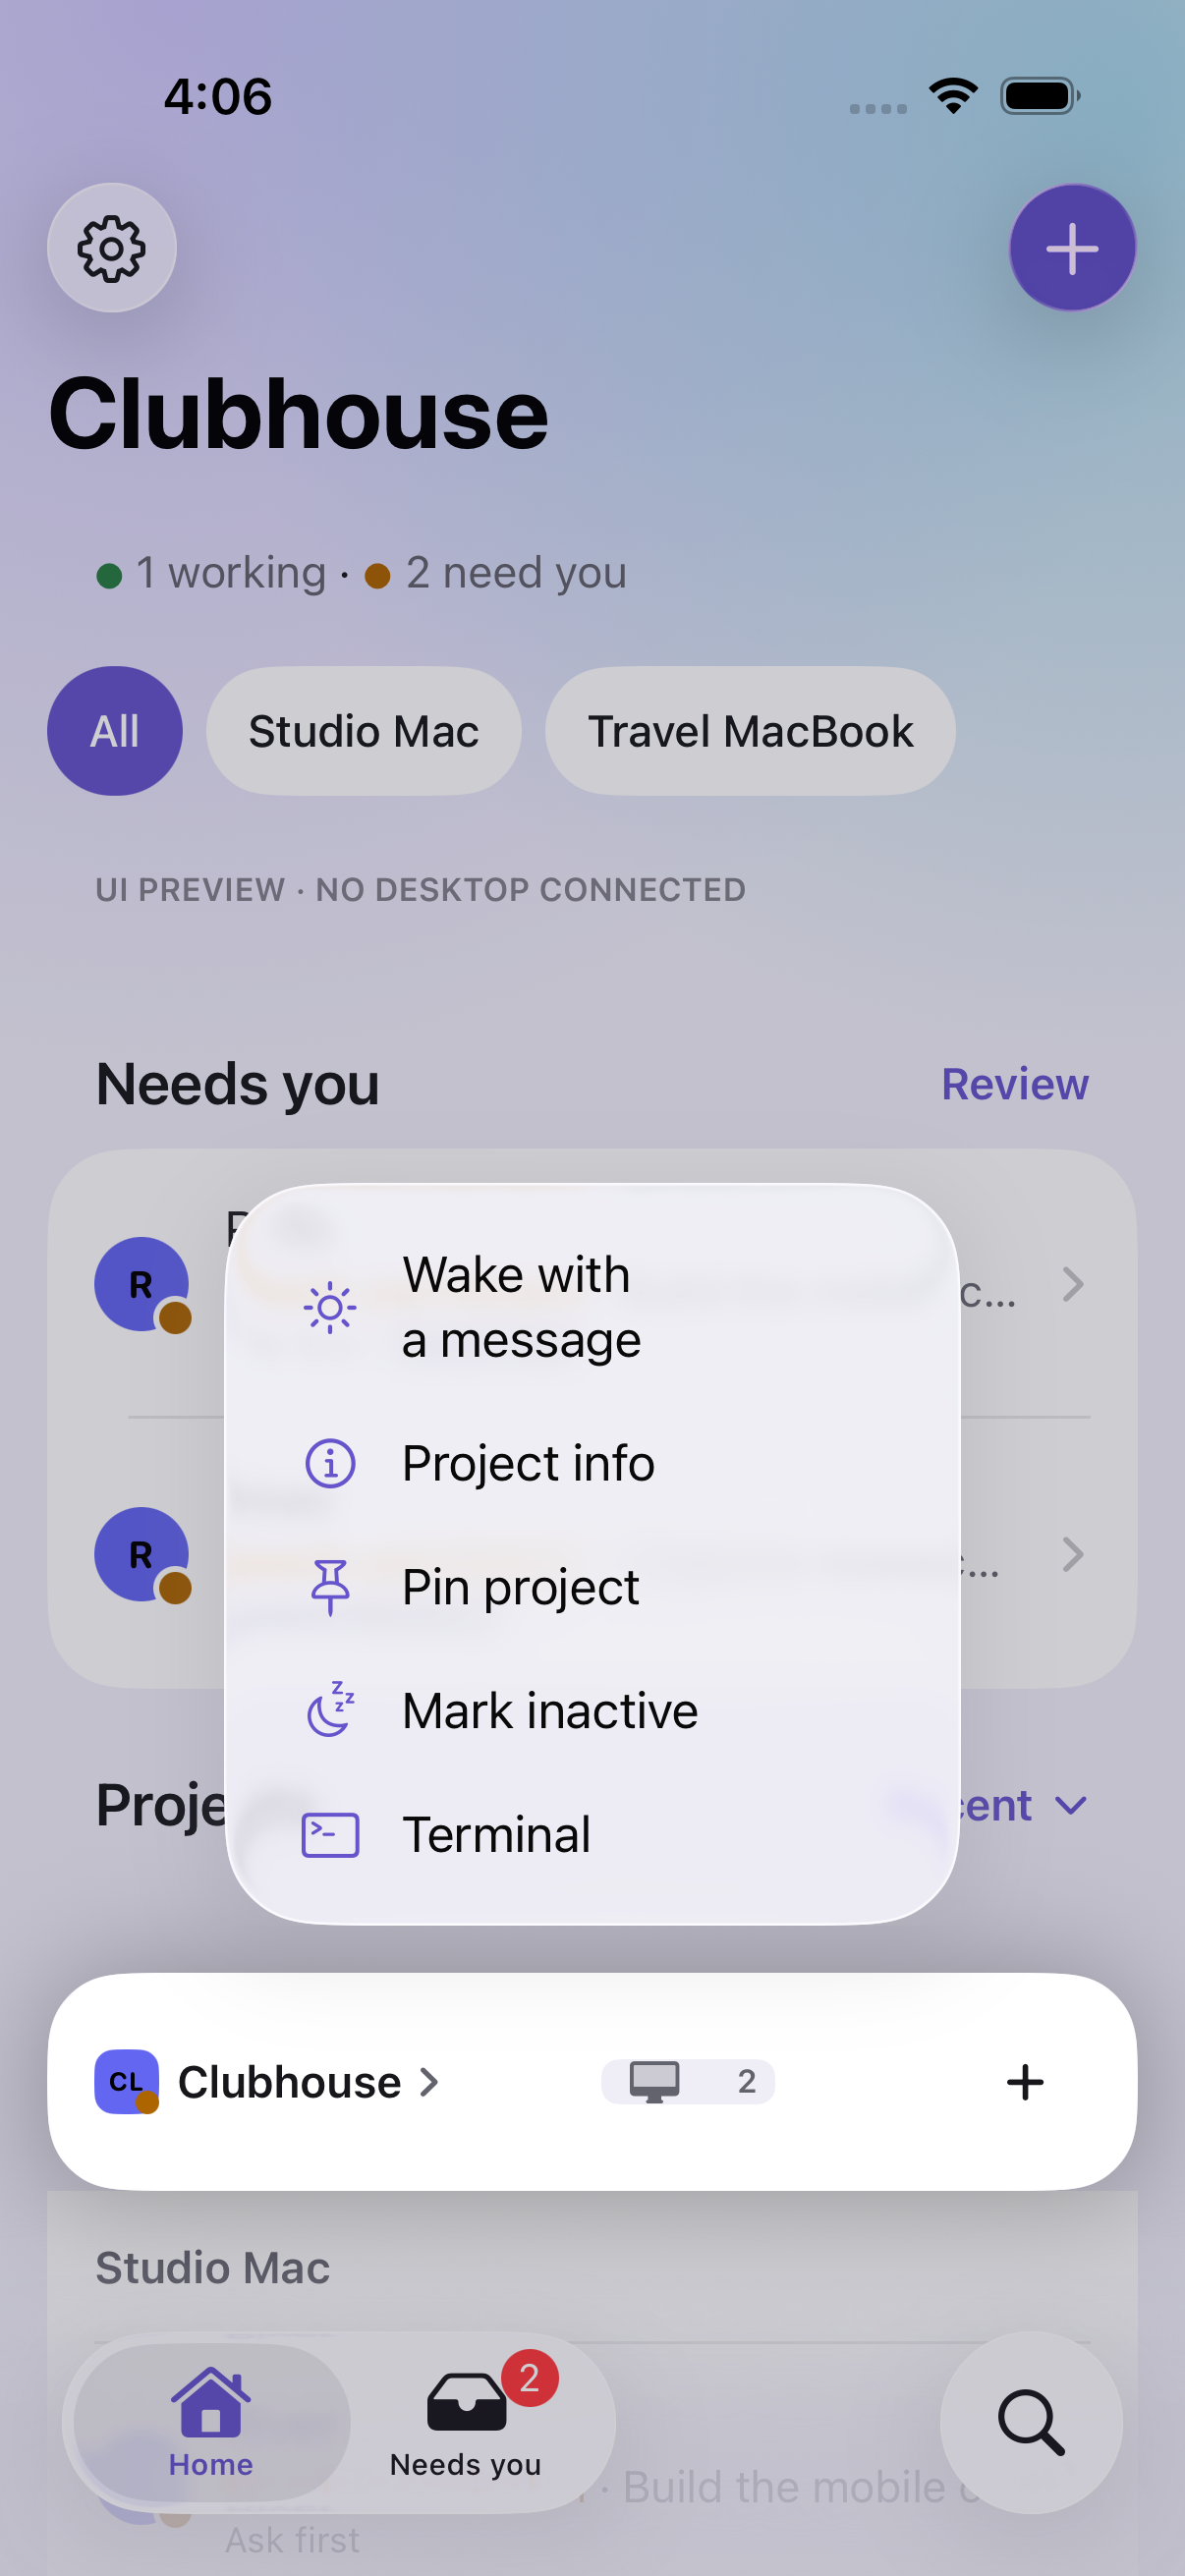 4:06
Clubhouse
1 working · 2 need you
All
Studio Mac
Travel MacBook
UI PREVIEW · NO DESKTOP CONNECTED
Needs you
Review
R
Wake with
a message
Project info
R
Pin project
Mark inactive
Terminal
CL
Clubhouse
2
+
Studio Mac
2
Home
Needs you
· Build the mobile
Ask first